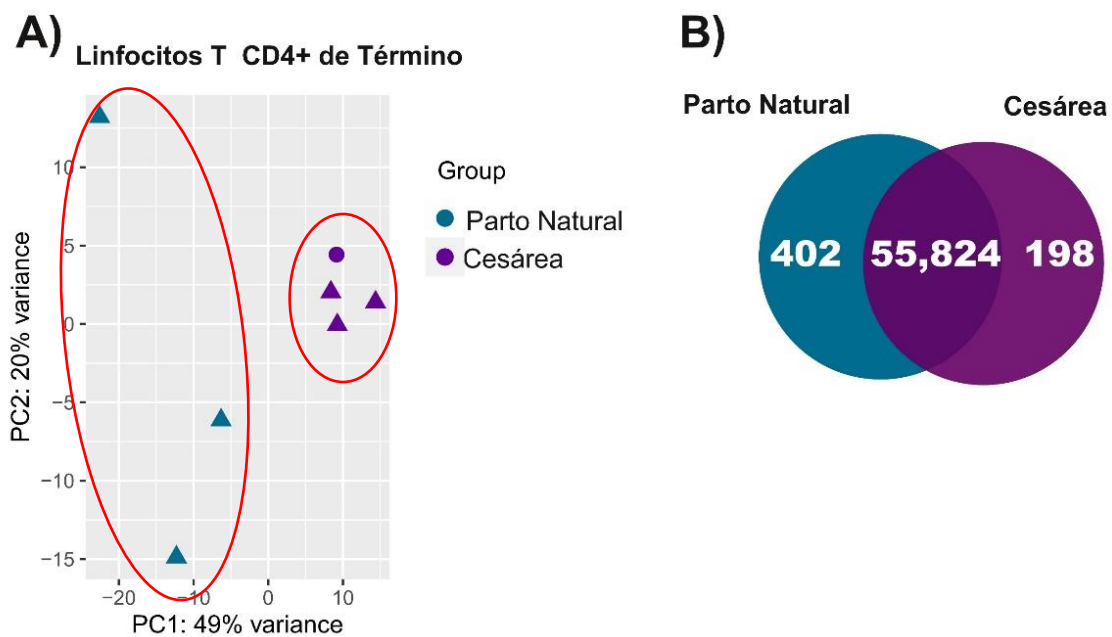 A)
Linfocitos T CD4+ de Término
10
5
0
−5
−10
−15
PC2: 20% variance
−20
−10
0
10
PC1: 49% variance
Group
Parto Natural
Cesárea
B)
Parto Natural
Cesárea
402
55,824
198